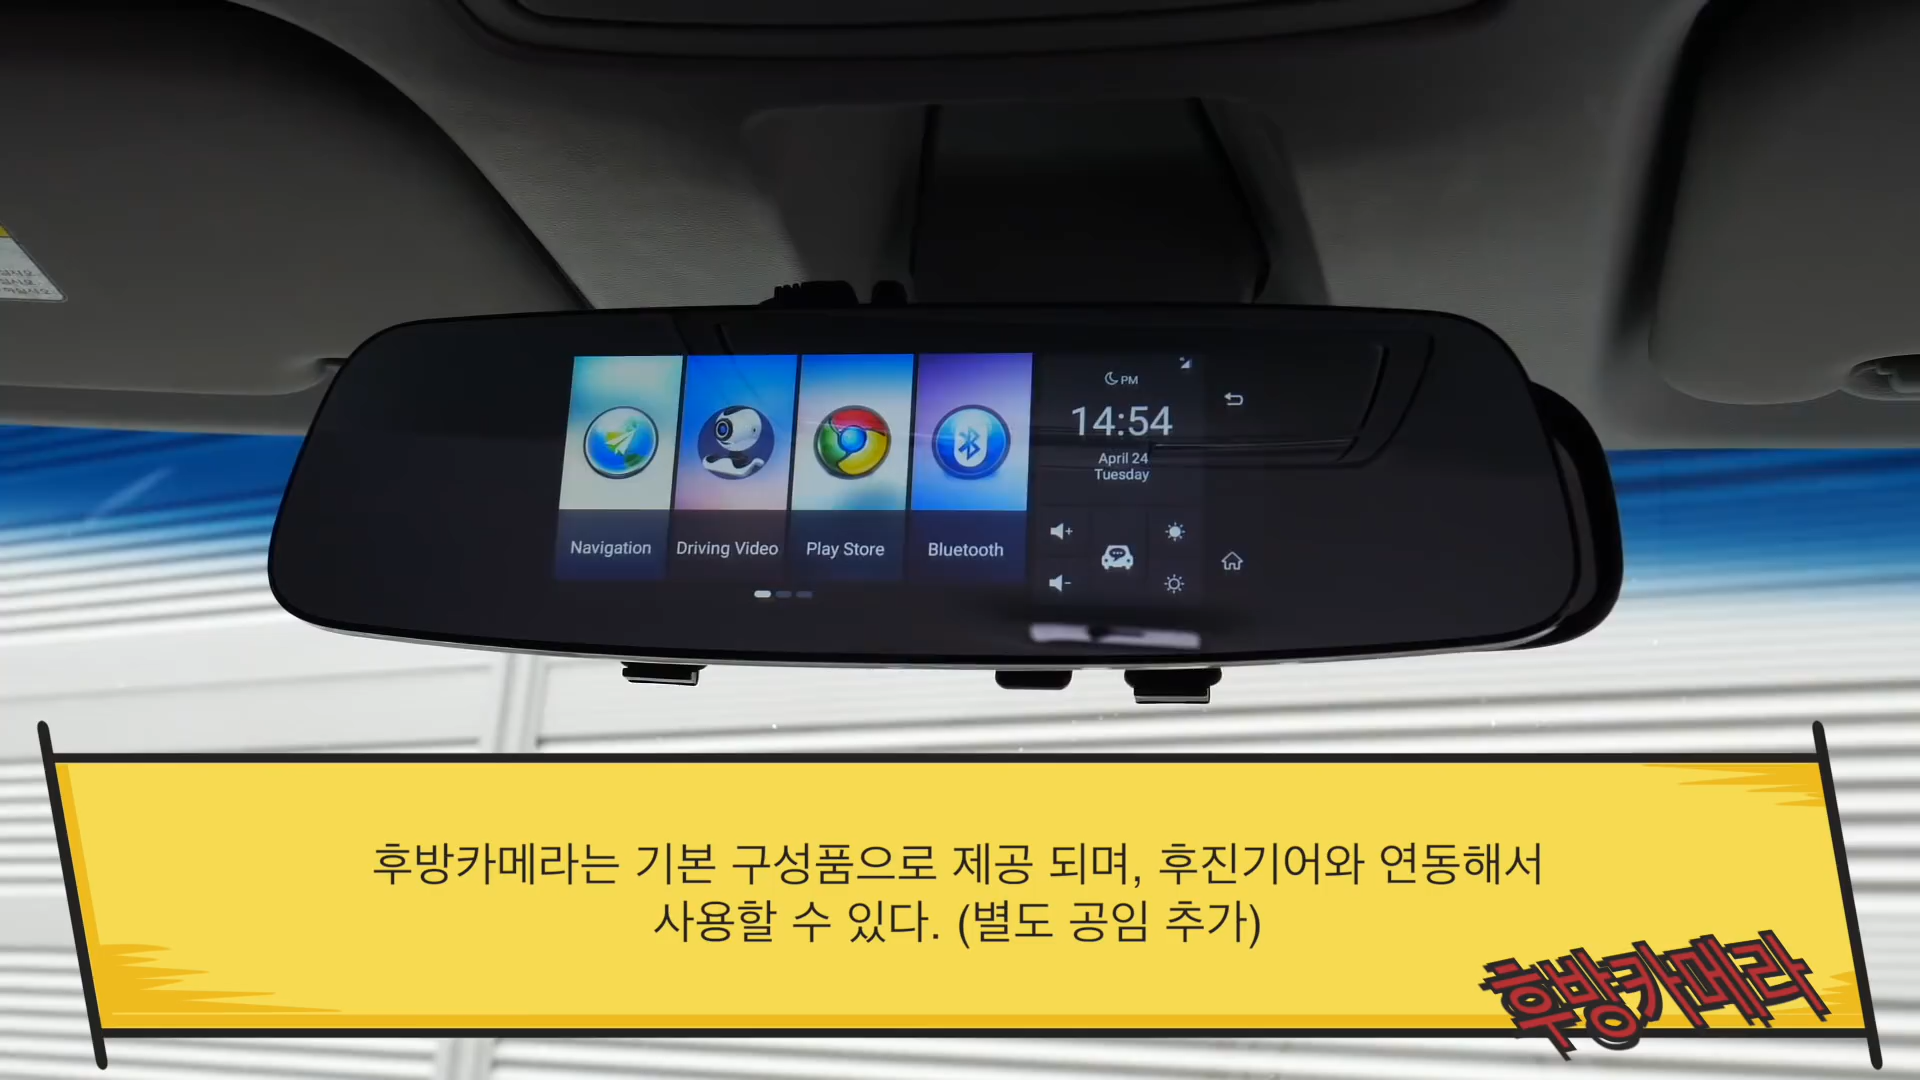 PM
14:54
April 24
Tuesday
Navigation
Driving Video
Play Store
Bluetooth
후방카메라는 기본 구성품으로 제공 되며, 후진기어와 연동해서
사용할 수 있다. (별도 공임 추가)
후방카메라